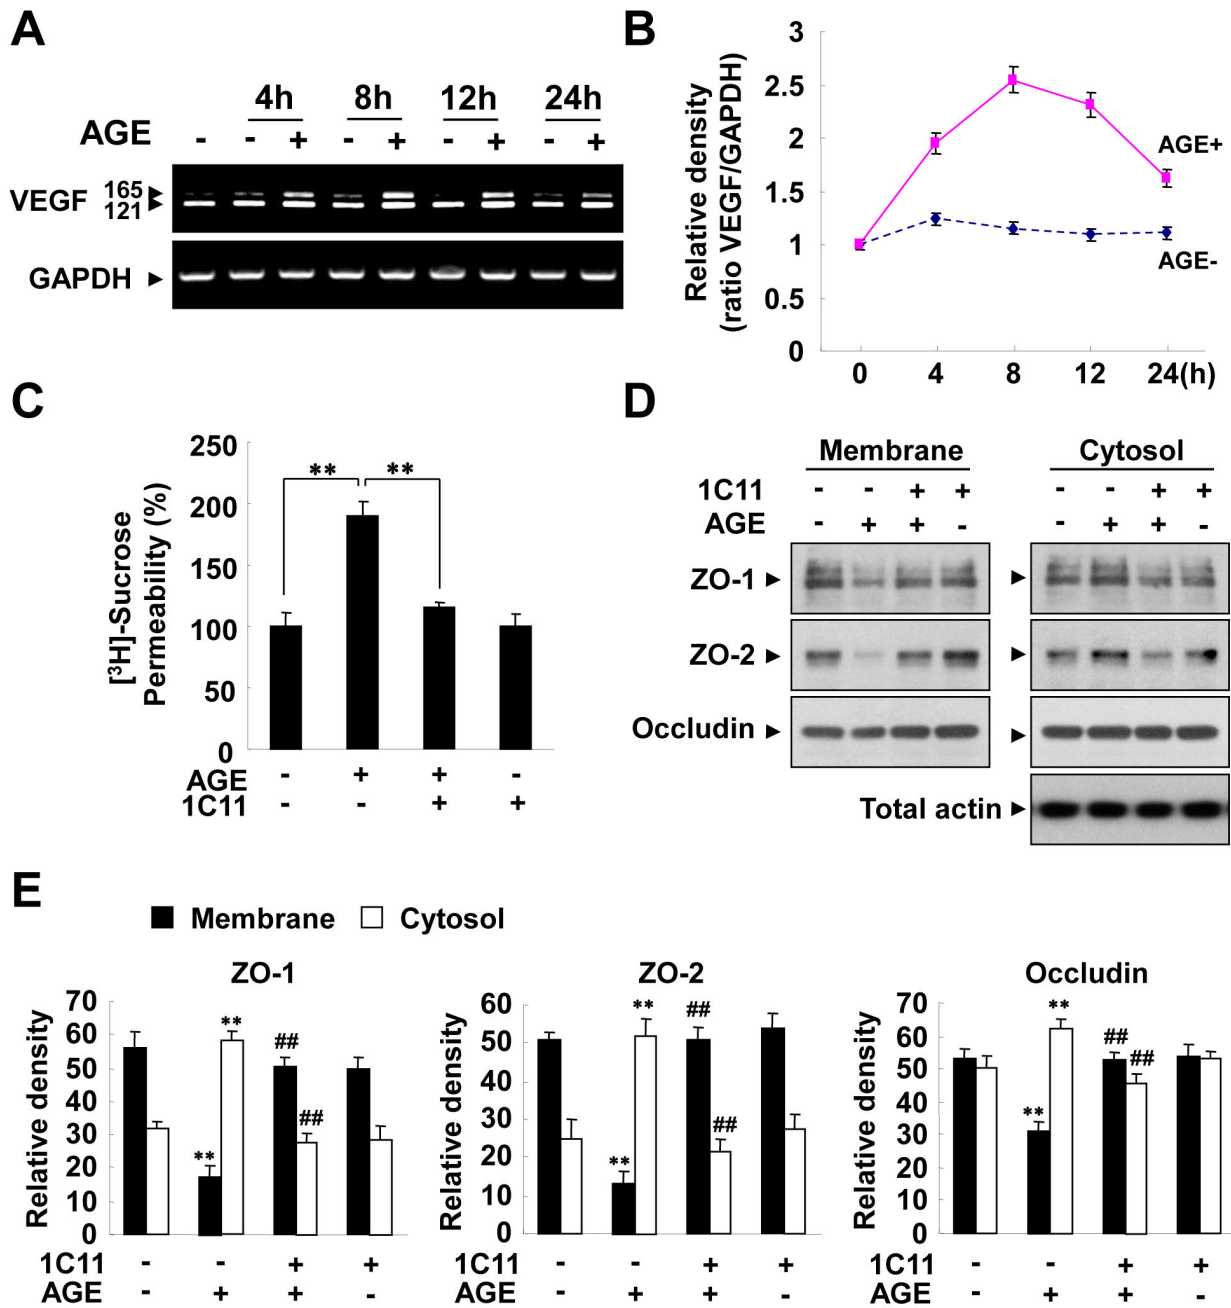 A
4h 8h 12h 24h
AGE - - + - + - + - +
VEGF 165
121
GAPDH
B
Relative density
(ratio VEGF/GAPDH)
3
2.5
2
1.5
1
0.5
0
AGE+
AGE-
0 4 8 12 24(h)
C
[³H]-Sucrose
Permeability (%)
250
200
150
100
50
0
** **
AGE - + + -
1C11 - - + +
D
Membrane Cytosol
1C11 - - + + - - + +
AGE - + + - - + + -
ZO-1
ZO-2
Occludin
Total actin
E
Membrane Cytosol
ZO-1
Relative density
70
60
50
40
30
20
10
0
** ** ## ##
1C11 - + +
AGE - + + -
ZO-2
Relative density
60
50
40
30
20
10
0
** ** ## ##
1C11 - + +
AGE - + + -
Occludin
Relative density
70
60
50
40
30
20
10
0
** ** ## ##
1C11 - + +
AGE - + + -